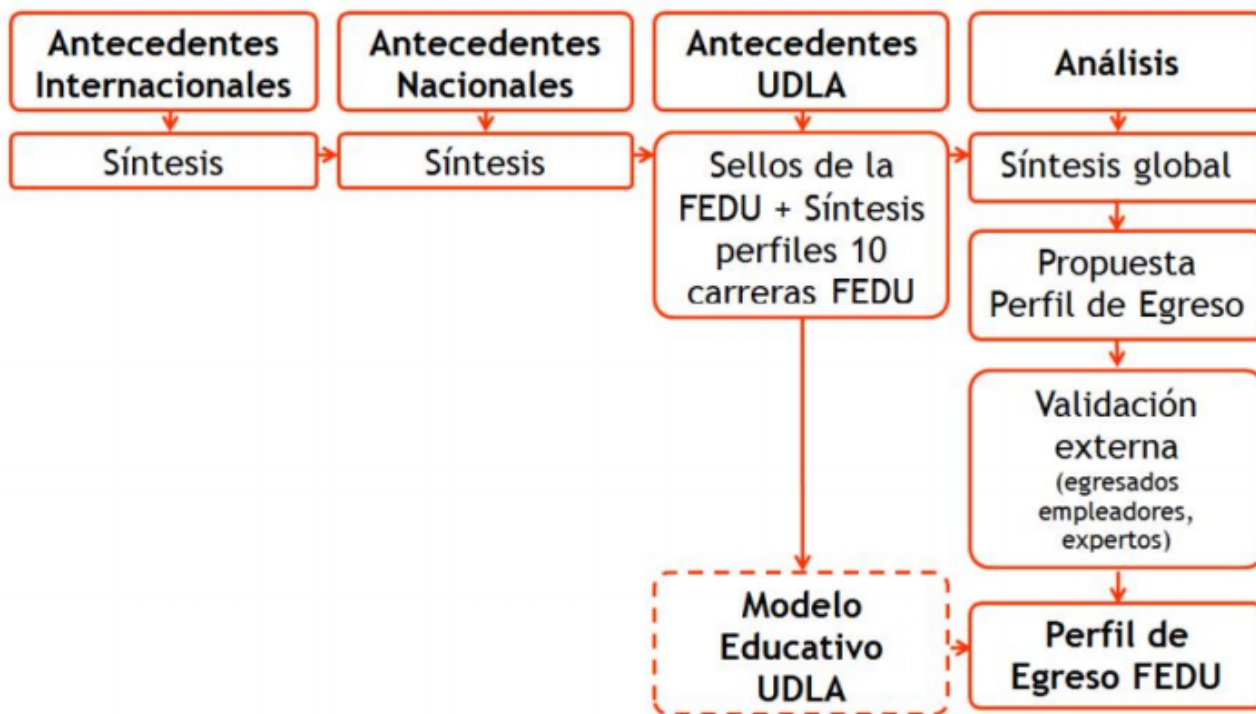 Antecedentes
Internacionales
Antecedentes
Nacionales
Antecedentes
UDLA
Análisis
Síntesis
Síntesis
Sellos de la
FEDU + Síntesis
perfiles 10
carreras FEDU
Síntesis global
Propuesta
Perfil de Egreso
Validación
externa
(egresados
empleadores,
expertos)
Modelo
Educativo
UDLA
Perfil de
Egreso FEDU